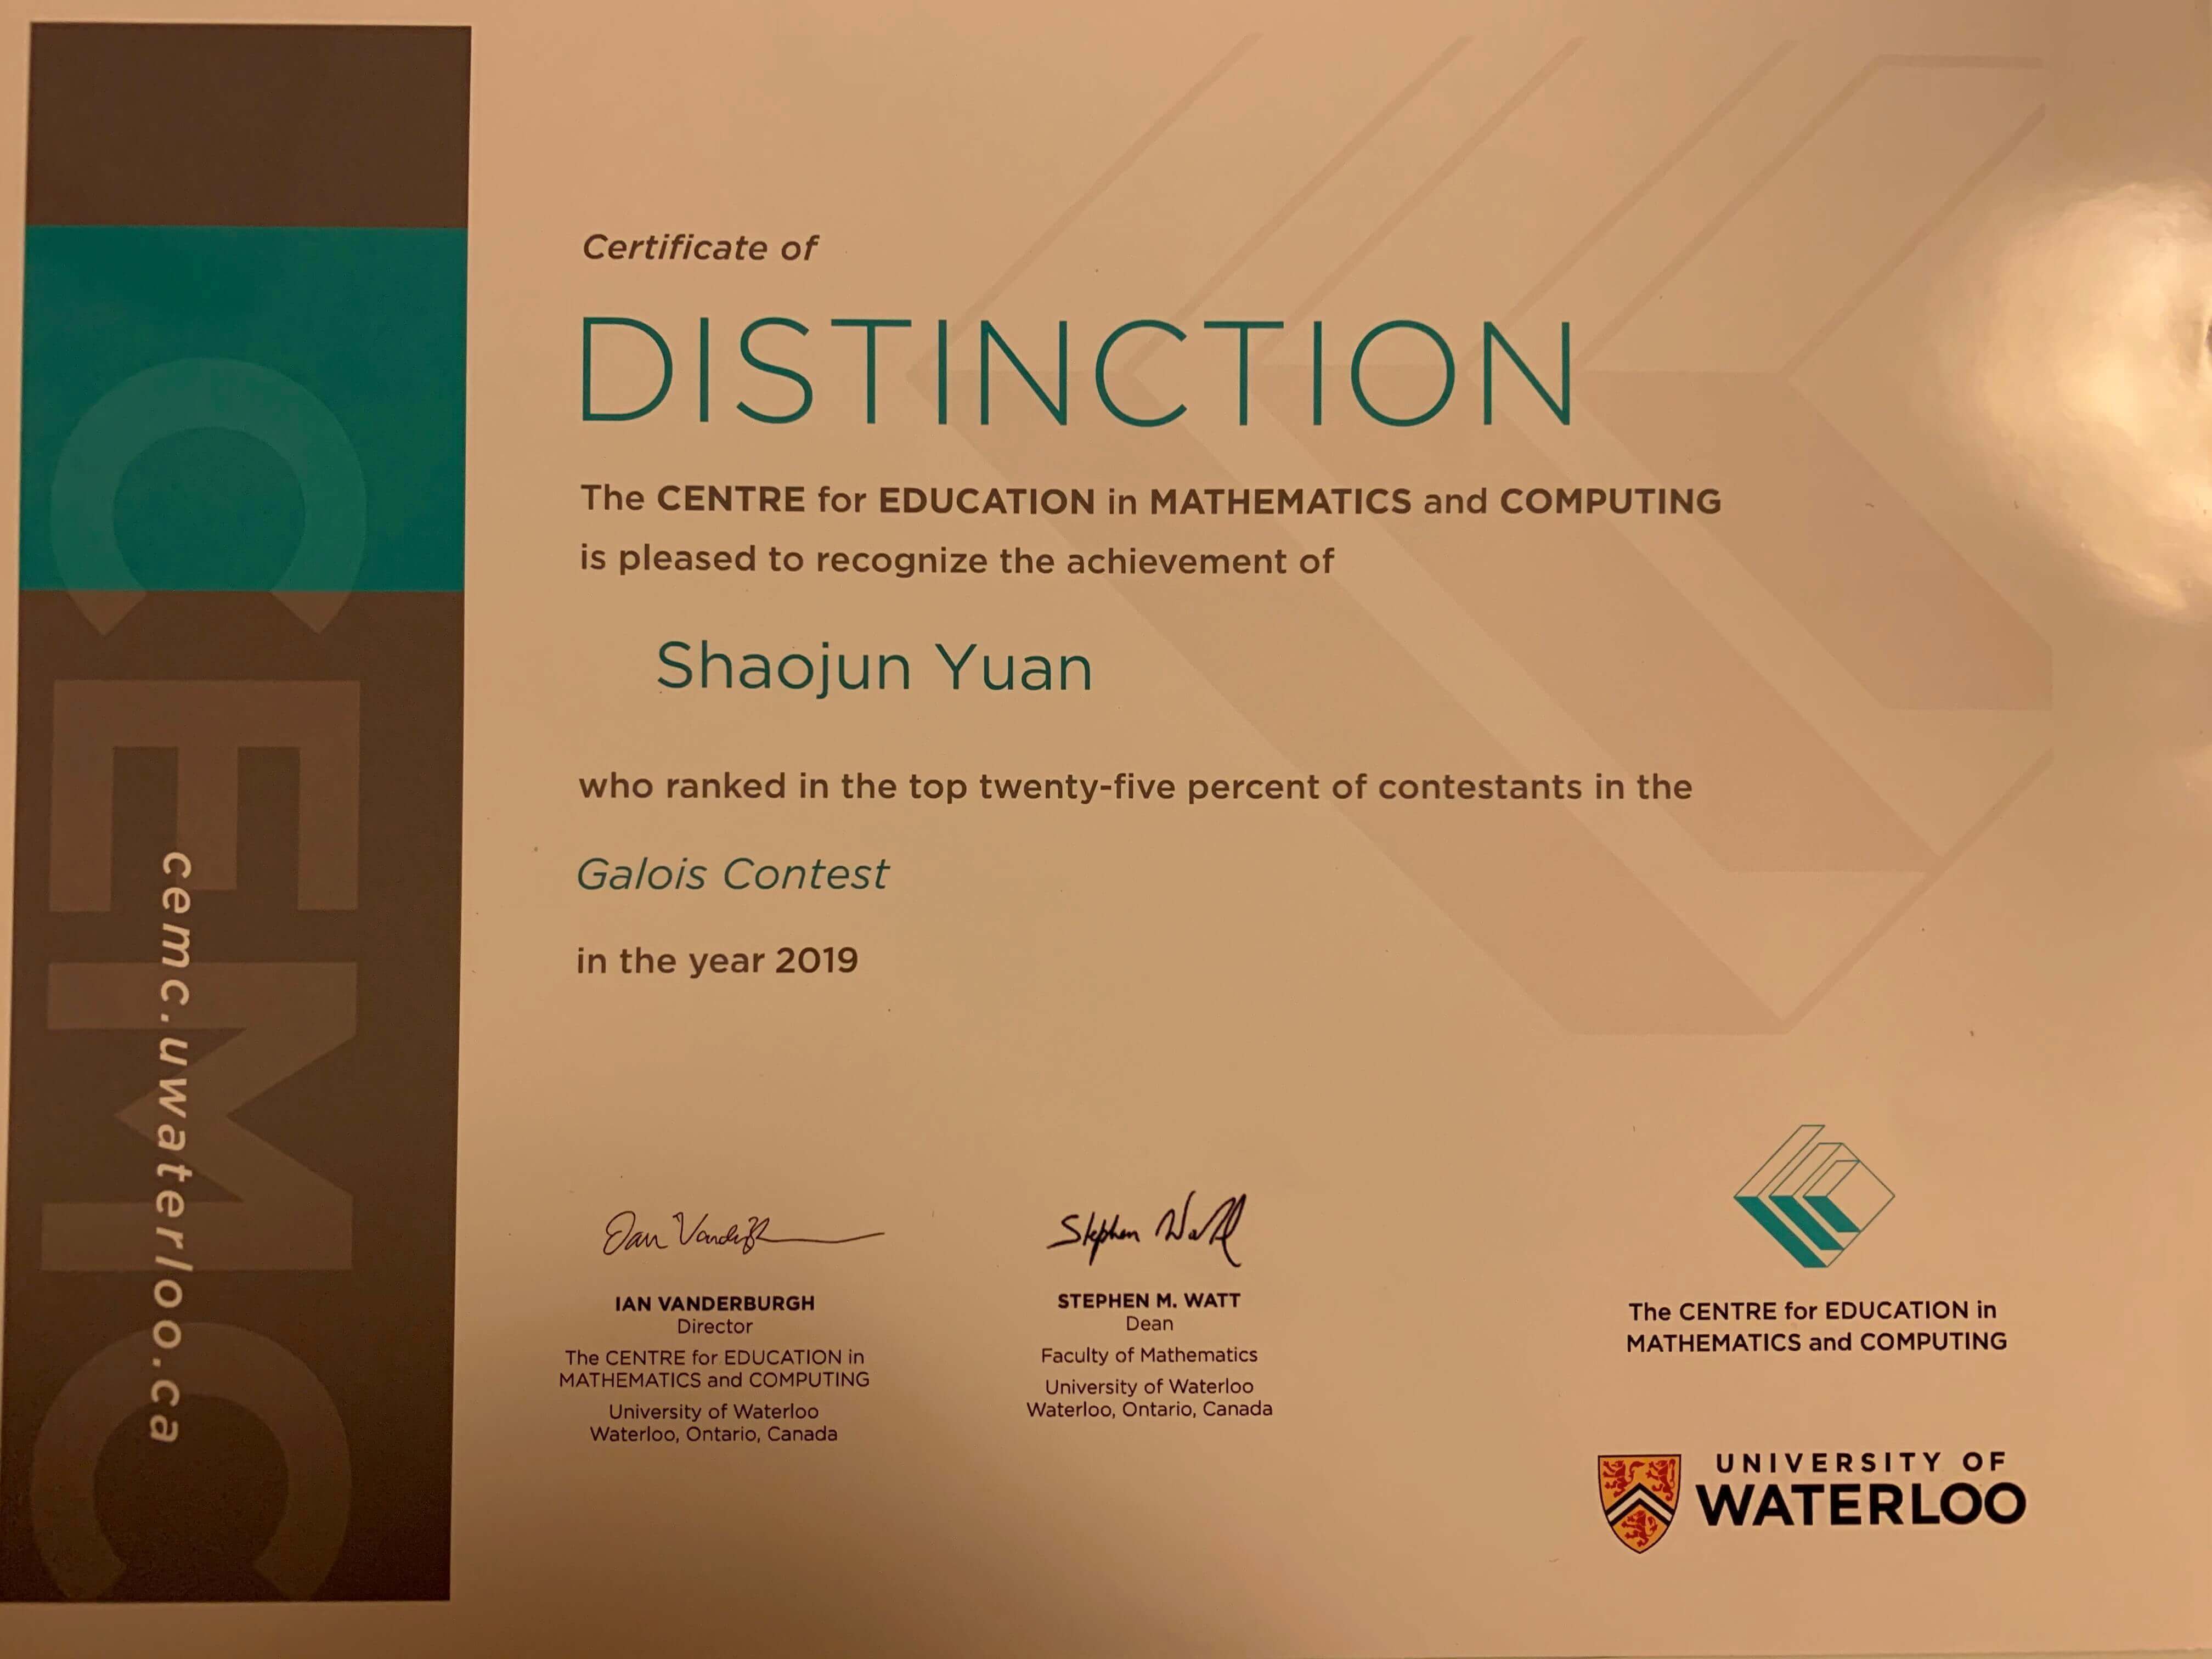 CEMC
cemc.uwaterloo.ca
Certificate of
DISTINCTION
The CENTRE for EDUCATION in MATHEMATICS and COMPUTING
is pleased to recognize the achievement of
Shaojun Yuan
who ranked in the top twenty-five percent of contestants in the
Galois Contest
in the year 2019
IAN VANDERBURGH
Director
The CENTRE for EDUCATION in
MATHEMATICS and COMPUTING
University of Waterloo
Waterloo, Ontario, Canada
Stephen Watt
STEPHEN M. WATT
Dean
Faculty of Mathematics
University of Waterloo
Waterloo, Ontario, Canada
The CENTRE for EDUCATION in
MATHEMATICS and COMPUTING
UNIVERSITY OF
WATERLOO